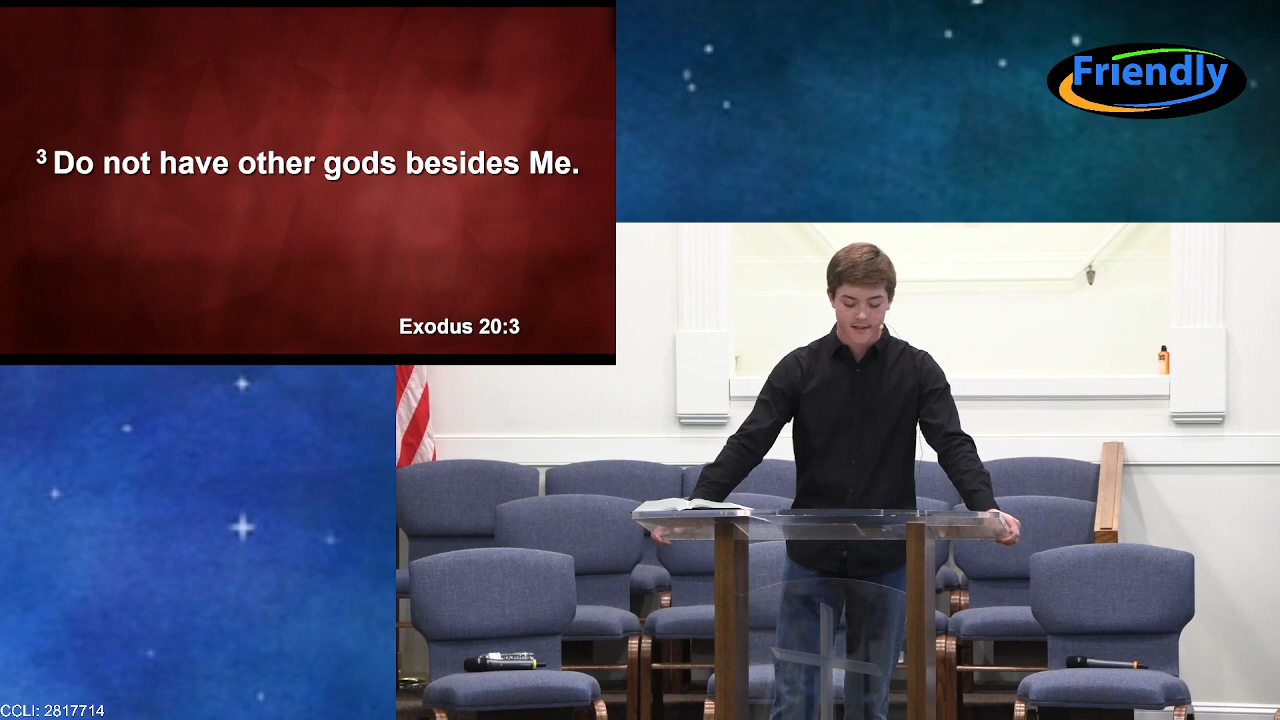 ³ Do not have other gods besides Me.
Exodus 20:3
Friendly
CCLI: 2817714